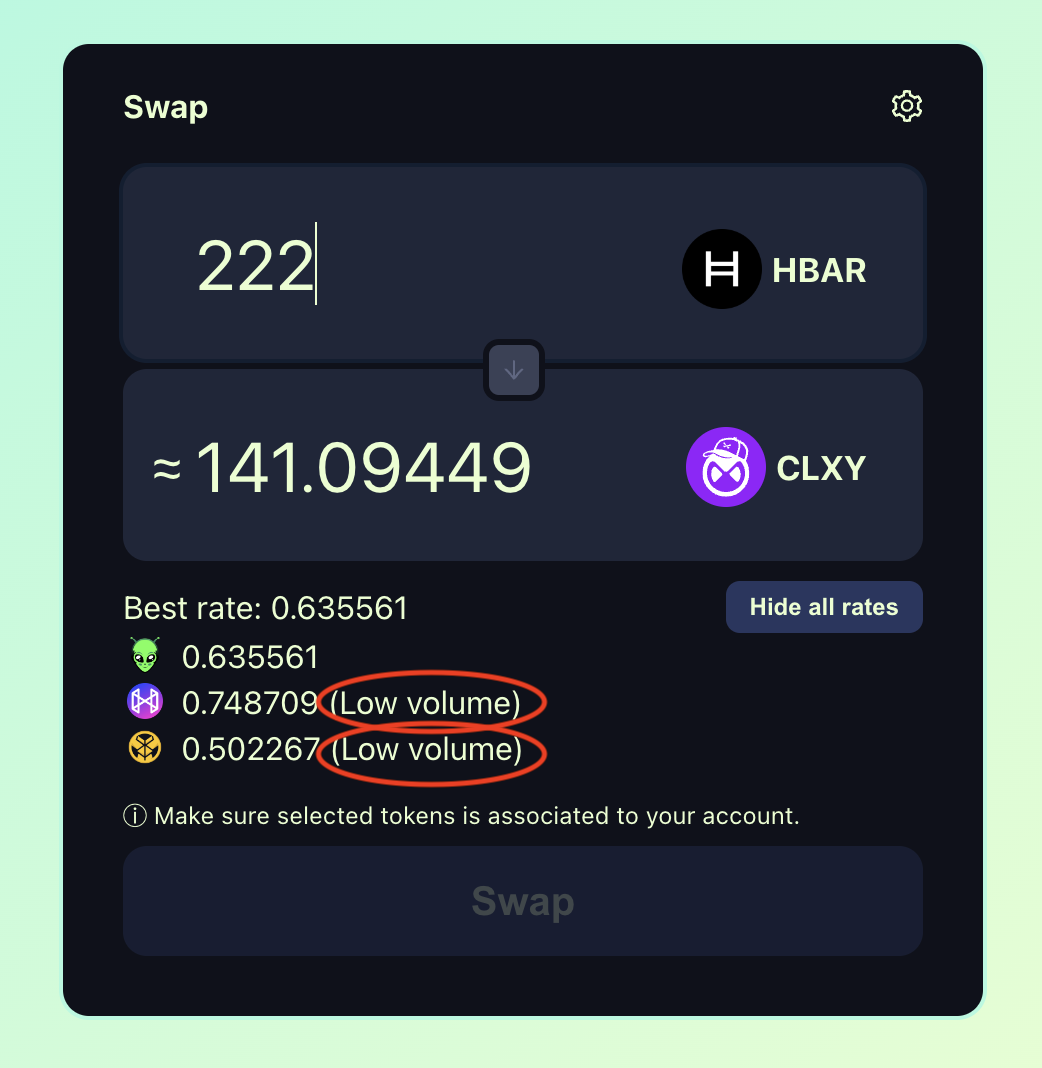 Swap
222 HBAR
≈ 141.09449 CLXY
Best rate: 0.635561 Hide all rates
0.635561
0.748709 (Low volume)
0.502267 (Low volume)
ⓘ Make sure selected tokens is associated to your account.
Swap